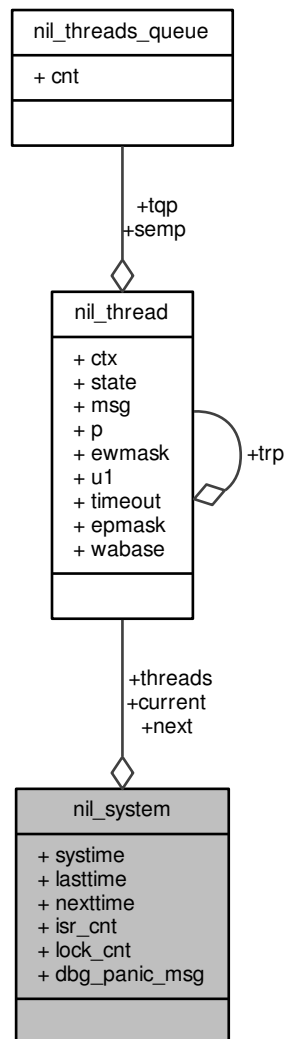 nil_threads_queue
+ cnt
+tqp
+semp
nil_thread
+ ctx
+ state
+ msg
+ p
+ ewmask
+ u1
+ timeout
+ epmask
+ wabase
+trp
+threads
+current
+next
nil_system
+ systime
+ lasttime
+ nexttime
+ isr_cnt
+ lock_cnt
+ dbg_panic_msg